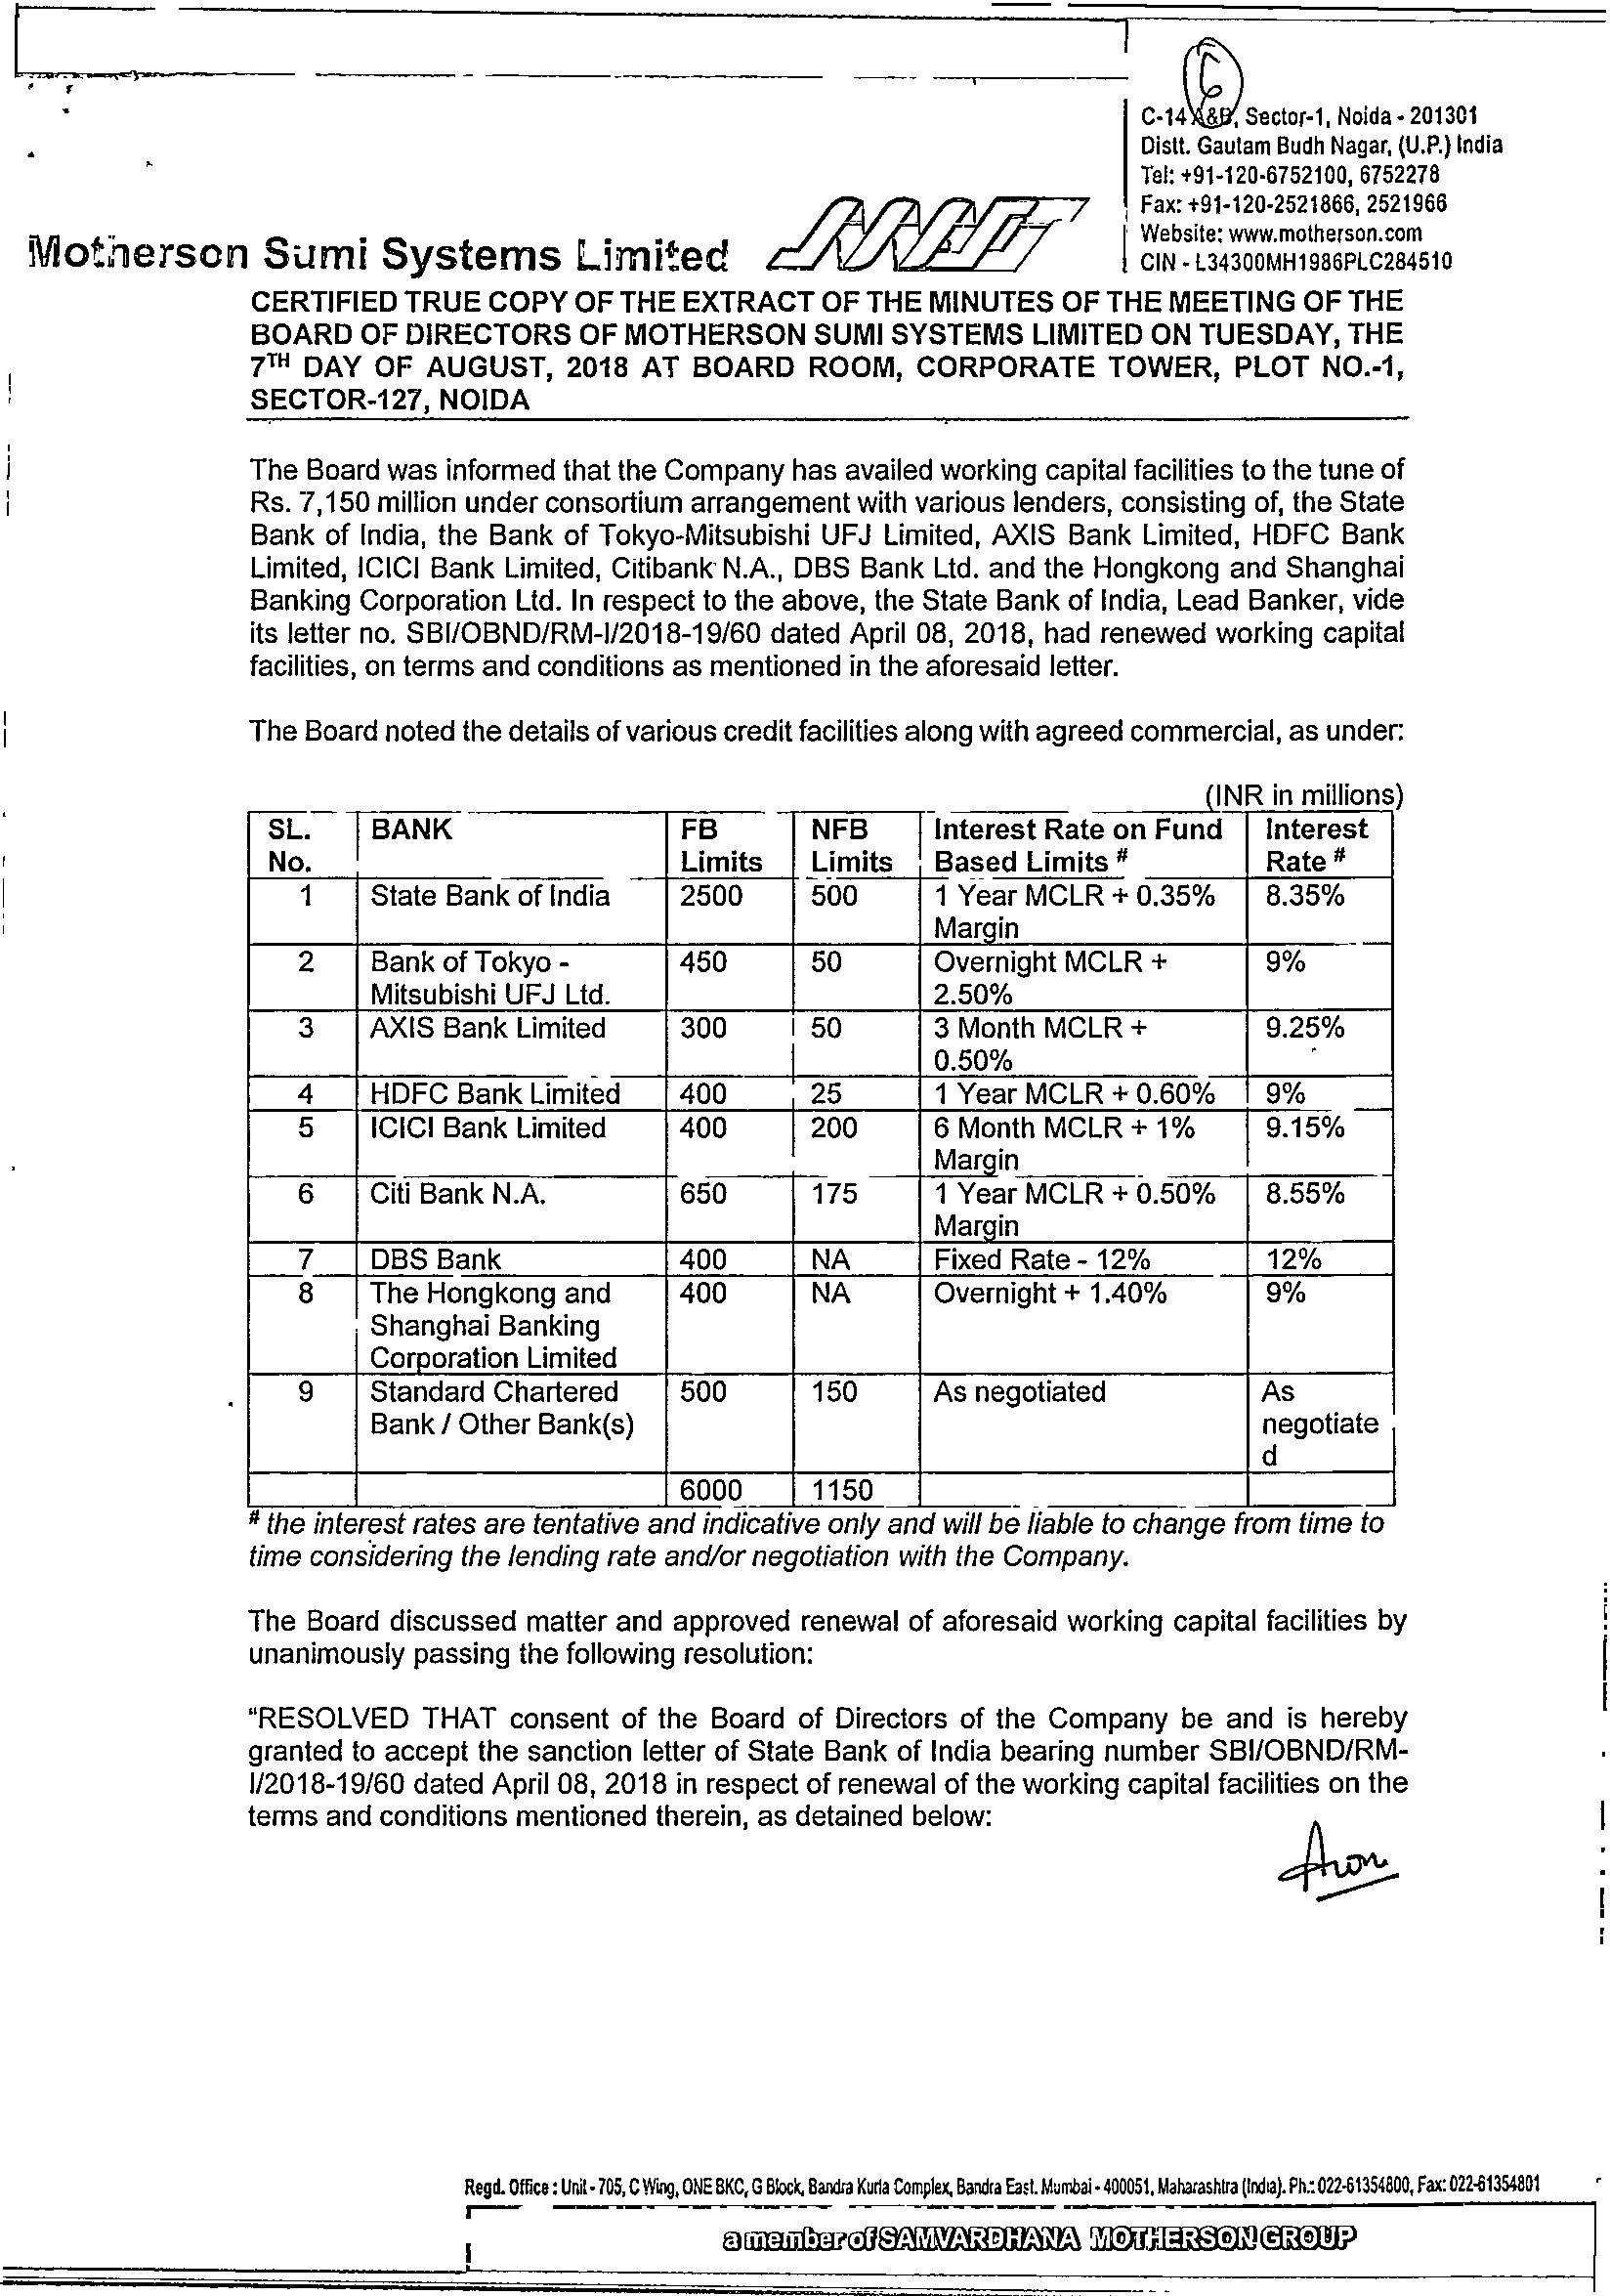 C-14 A&B, Sector-1, Noida - 201301
Distt. Gautam Budh Nagar, (U.P.) India
Tel: +91-120-6752100, 6752278
Fax: +91-120-2521866, 2521966
Website: www.motherson.com
CIN - L34300MH1986PLC284510
Motherson Sumi Systems Limited
CERTIFIED TRUE COPY OF THE EXTRACT OF THE MINUTES OF THE MEETING OF THE
BOARD OF DIRECTORS OF MOTHERSON SUMI SYSTEMS LIMITED ON TUESDAY, THE
7TH DAY OF AUGUST, 2018 AT BOARD ROOM, CORPORATE TOWER, PLOT NO.-1,
SECTOR-127, NOIDA
The Board was informed that the Company has availed working capital facilities to the tune of
Rs. 7,150 million under consortium arrangement with various lenders, consisting of, the State
Bank of India, the Bank of Tokyo-Mitsubishi UFJ Limited, AXIS Bank Limited, HDFC Bank
Limited, ICICI Bank Limited, Citibank N.A., DBS Bank Ltd. and the Hongkong and Shanghai
Banking Corporation Ltd. In respect to the above, the State Bank of India, Lead Banker, vide
its letter no. SBI/OBND/RM-I/2018-19/60 dated April 08, 2018, had renewed working capital
facilities, on terms and conditions as mentioned in the aforesaid letter.
The Board noted the details of various credit facilities along with agreed commercial, as under:
(INR in millions)
SL. BANK FB NFB Interest Rate on Fund Interest
No. Limits Limits Based Limits # Rate #
1 State Bank of India 2500 500 1 Year MCLR + 0.35% 8.35%
Margin
2 Bank of Tokyo - 450 50 Overnight MCLR + 9%
Mitsubishi UFJ Ltd. 2.50%
3 AXIS Bank Limited 300 50 3 Month MCLR + 9.25%
0.50%
4 HDFC Bank Limited 400 25 1 Year MCLR + 0.60% 9%
5 ICICI Bank Limited 400 200 6 Month MCLR + 1% 9.15%
Margin
6 Citi Bank N.A. 650 175 1 Year MCLR + 0.50% 8.55%
Margin
7 DBS Bank 400 NA Fixed Rate - 12% 12%
8 The Hongkong and 400 NA Overnight + 1.40% 9%
Shanghai Banking
Corporation Limited
9 Standard Chartered 500 150 As negotiated As
Bank / Other Bank(s) negotiate
d
6000 1150
# the interest rates are tentative and indicative only and will be liable to change from time to
time considering the lending rate and/or negotiation with the Company.
The Board discussed matter and approved renewal of aforesaid working capital facilities by
unanimously passing the following resolution:
"RESOLVED THAT consent of the Board of Directors of the Company be and is hereby
granted to accept the sanction letter of State Bank of India bearing number SBI/OBND/RM-
I/2018-19/60 dated April 08, 2018 in respect of renewal of the working capital facilities on the
terms and conditions mentioned therein, as detained below:
Regd. Office : Unit - 705, C Wing, ONE BKC, G Block, Bandra Kurla Complex, Bandra East. Mumbai - 400051, Maharashtra (India). Ph.: 022-61354800, Fax: 022-61354801
a member of SAMVARDHANA MOTHERSON GROUP